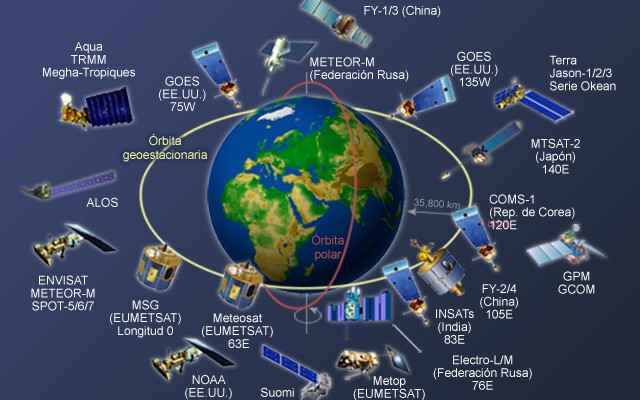 FY-1/3 (China)
Aqua
TRMM
Megha-Tropiques
METEOR-M
(Federación Rusa)
GOES
(EE.UU.)
75W
GOES
(EE.UU.)
135W
Terra
Jason-1/2/3
Serie Okean
Órbita
geoestacionaria
MTSAT-2
(Japón)
140E
ALOS
35,800 km
COMS-1
(Rep. de Corea)
120E
Órbita
polar
ENVISAT
METEOR-M
SPOT-5/6/7
MSG
(EUMETSAT)
Longitud 0
Meteosat
(EUMETSAT)
63E
GPM
GCOM
FY-2/4
(China)
105E
INSATs
(India)
83E
Electro-L/M
(Federación Rusa)
76E
NOAA
(EE.UU.)
Suomi
Metop
(EUMETSAT)